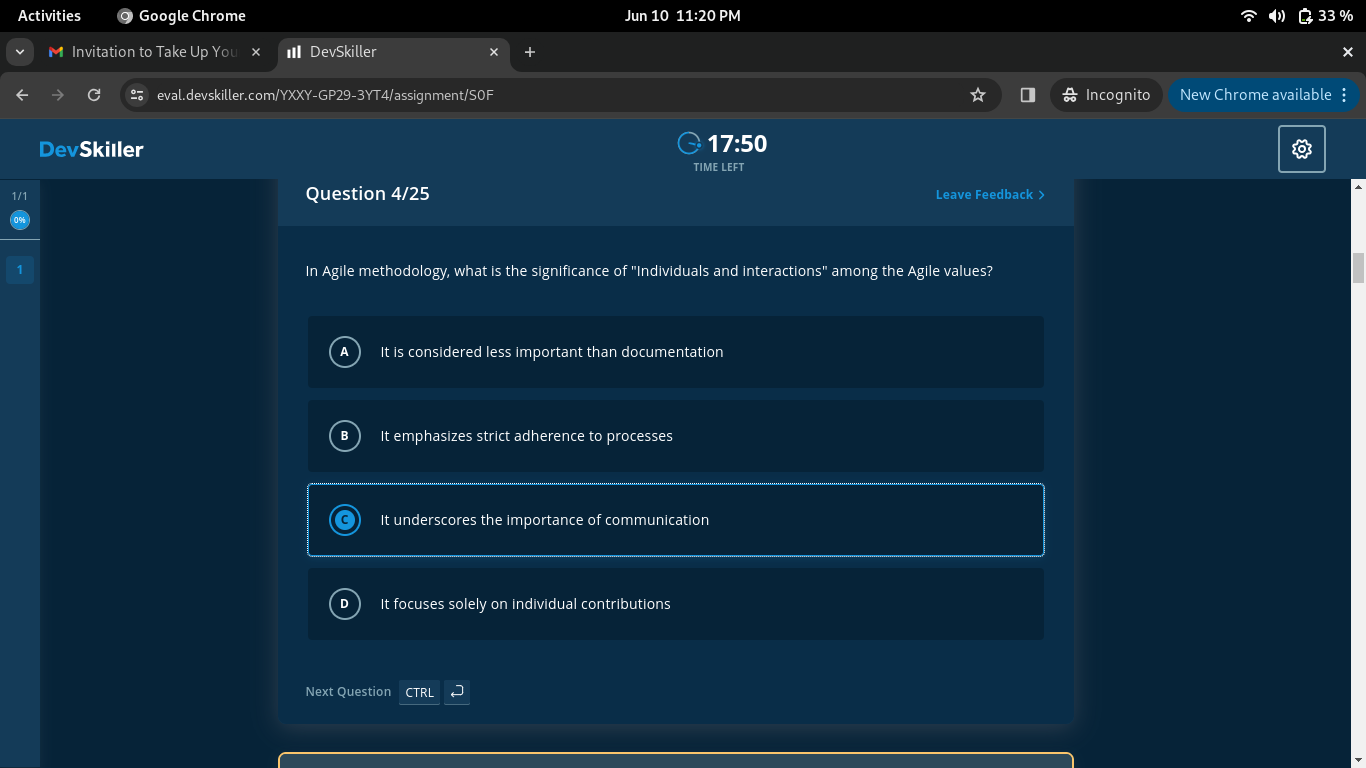 Activities
Google Chrome
Jun 10 11:20 PM
33 %
Invitation to Take Up You
DevSkiller
eval.devskiller.com/YXXY-GP29-3YT4/assignment/S0F
Incognito
New Chrome available
DevSkiller
17:50
TIME LEFT
1/1
0%
1
Question 4/25
Leave Feedback
In Agile methodology, what is the significance of "Individuals and interactions" among the Agile values?
A It is considered less important than documentation
B It emphasizes strict adherence to processes
C It underscores the importance of communication
D It focuses solely on individual contributions
Next Question CTRL